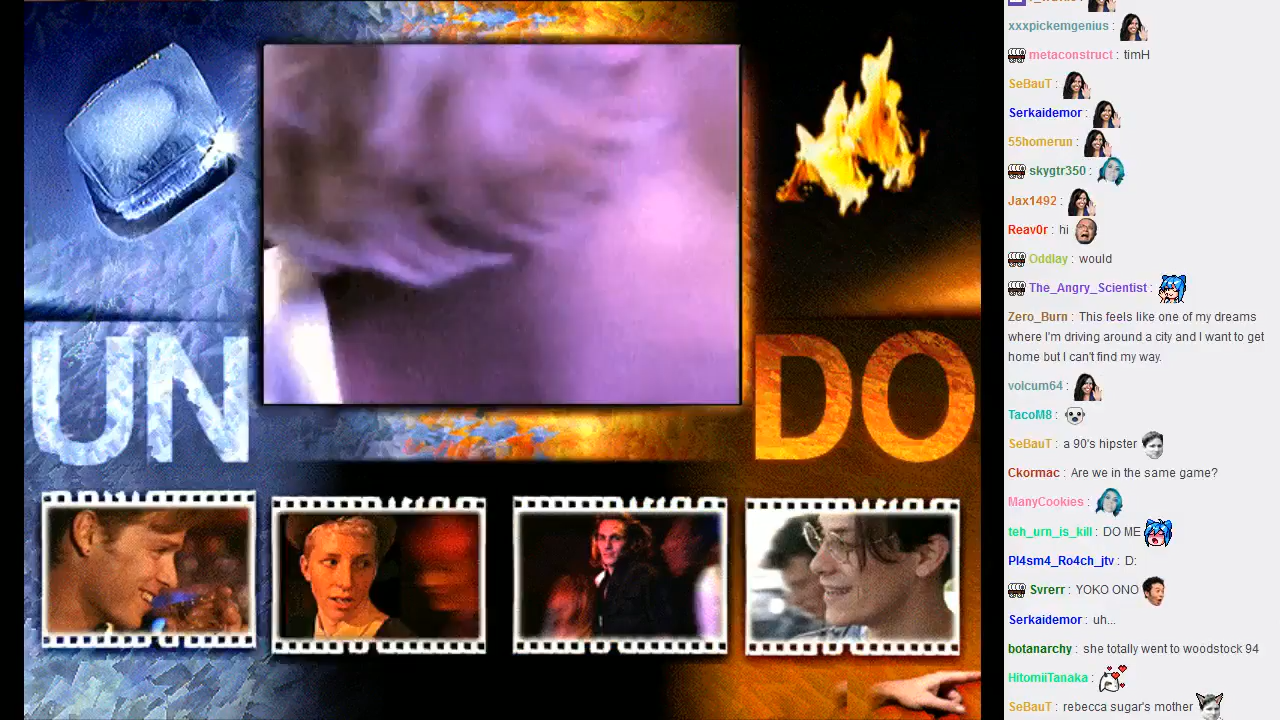 UN
DO
xxxpickemgenius :
metaconstruct : timH
SeBauT :
Serkaidemor :
55homerun :
skygtr350 :
Jax1492 :
Reav0r : hi
Oddlay : would
The_Angry_Scientist :
Zero_Burn : This feels like one of my dreams
where I'm driving around a city and I want to get
home but I can't find my way.
volcum64 :
TacoM8 :
SeBauT : a 90's hipster
Ckormac : Are we in the same game?
ManyCookies :
teh_urn_is_kill : DO ME
Pl4sm4_Ro4ch_jtv : D:
Svrerr : YOKO ONO
Serkaidemor : uh...
botanarchy : she totally went to woodstock 94
HitomiiTanaka :
SeBauT : rebecca sugar's mother